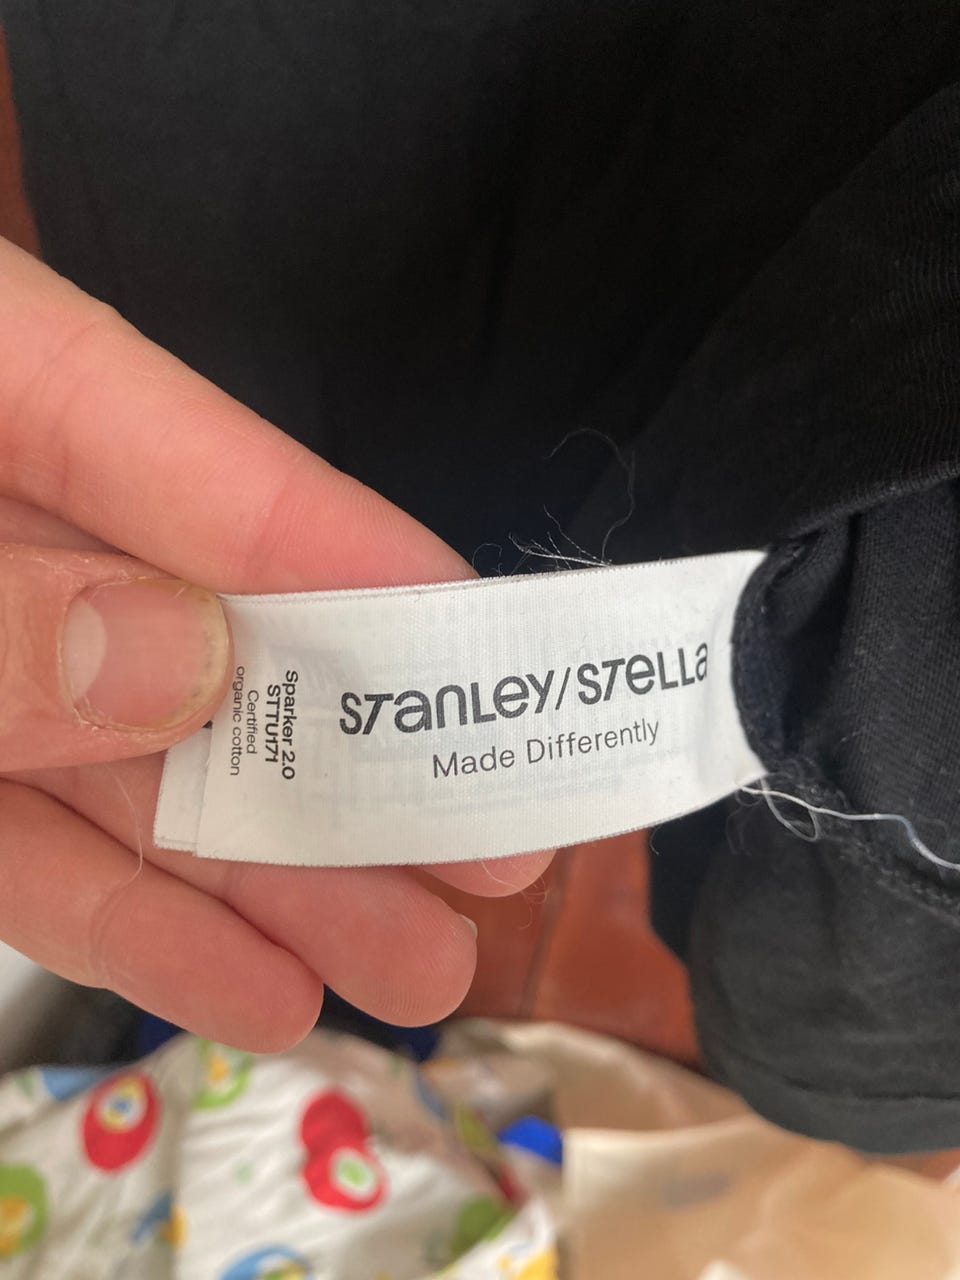 STANLEY/STELLA
Made Differently
Sparker 2.0
STTU171
Certified
organic cotton